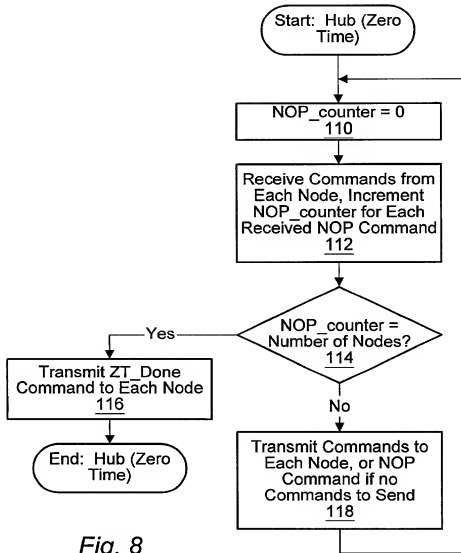 Start: Hub (Zero
Time)
NOP_counter = 0
110
Receive Commands from
Each Node, Increment
NOP_counter for Each
Received NOP Command
112
NOP_counter =
Number of Nodes?
114
Yes
Transmit ZT_Done
Command to Each Node
116
End: Hub (Zero
Time)
No
Transmit Commands to
Each Node, or NOP
Command if no
Commands to Send
118
Fig. 8